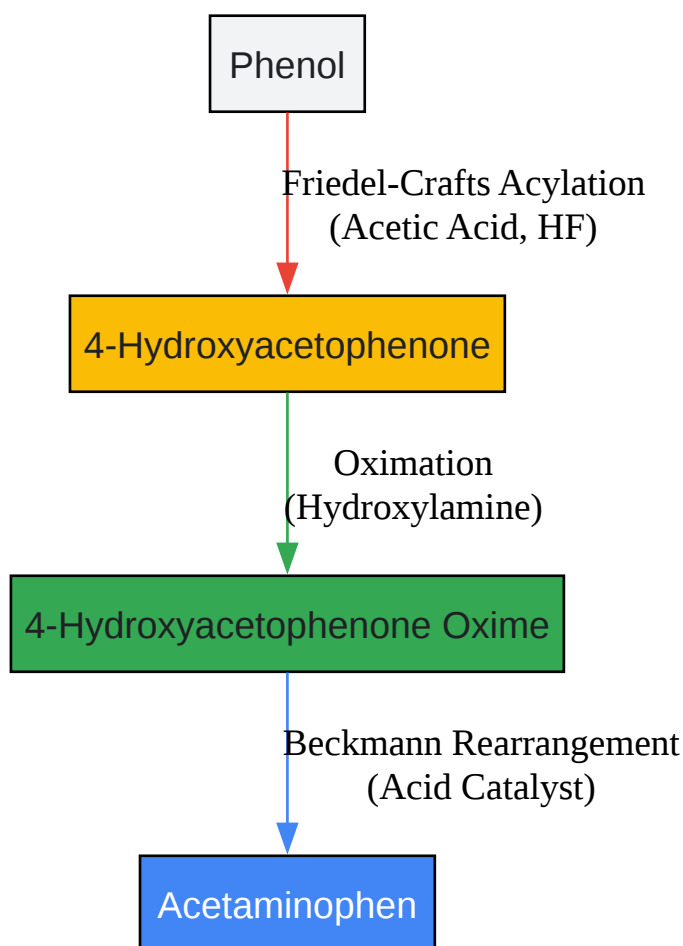 Phenol
Friedel-Crafts Acylation
(Acetic Acid, HF)
4-Hydroxyacetophenone
Oximation
(Hydroxylamine)
4-Hydroxyacetophenone Oxime
Beckmann Rearrangement
(Acid Catalyst)
Acetaminophen